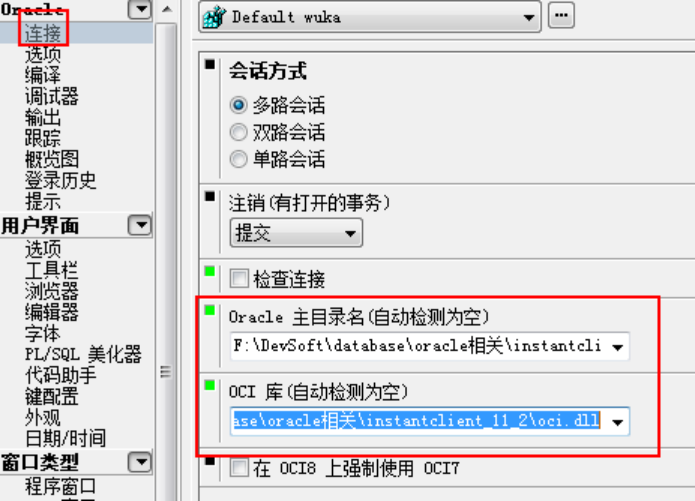 Oracle
连接
选项
编译
调试器
输出
跟踪
概览图
登录历史
提示
用户界面
选项
工具栏
浏览器
编辑器
字体
PL/SQL 美化器
代码助手
键配置
外观
日期/时间
窗口类型
程序窗口
Default wuka
...
会话方式
多路会话
双路会话
单路会话
注销(有打开的事务)
提交
检查连接
Oracle 主目录名(自动检测为空)
F:\DevSoft\database\oracle相关\instantcli
OCI 库(自动检测为空)
ase\oracle相关\instantclient_11_2\oci.dll
在 OCI8 上强制使用 OCI7